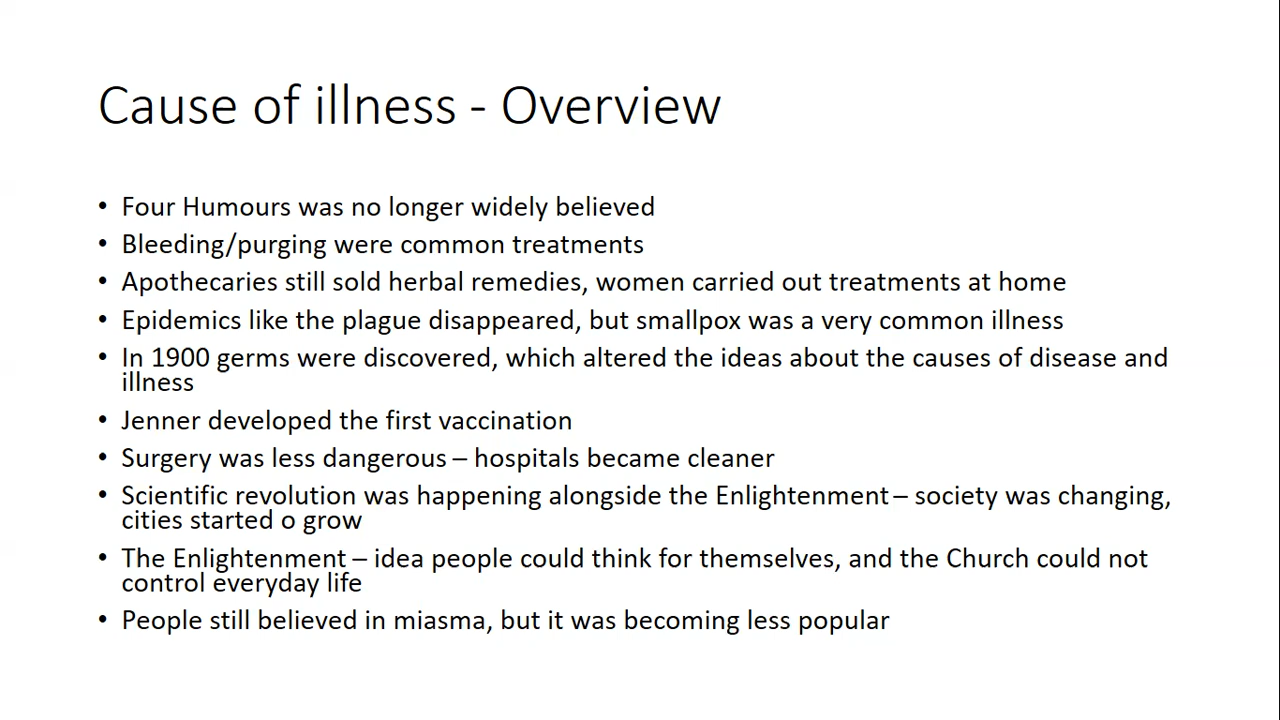 Cause of illness - Overview
• Four Humours was no longer widely believed
• Bleeding/purging were common treatments
• Apothecaries still sold herbal remedies, women carried out treatments at home
• Epidemics like the plague disappeared, but smallpox was a very common illness
• In 1900 germs were discovered, which altered the ideas about the causes of disease and
illness
• Jenner developed the first vaccination
• Surgery was less dangerous – hospitals became cleaner
• Scientific revolution was happening alongside the Enlightenment – society was changing,
cities started o grow
• The Enlightenment – idea people could think for themselves, and the Church could not
control everyday life
• People still believed in miasma, but it was becoming less popular